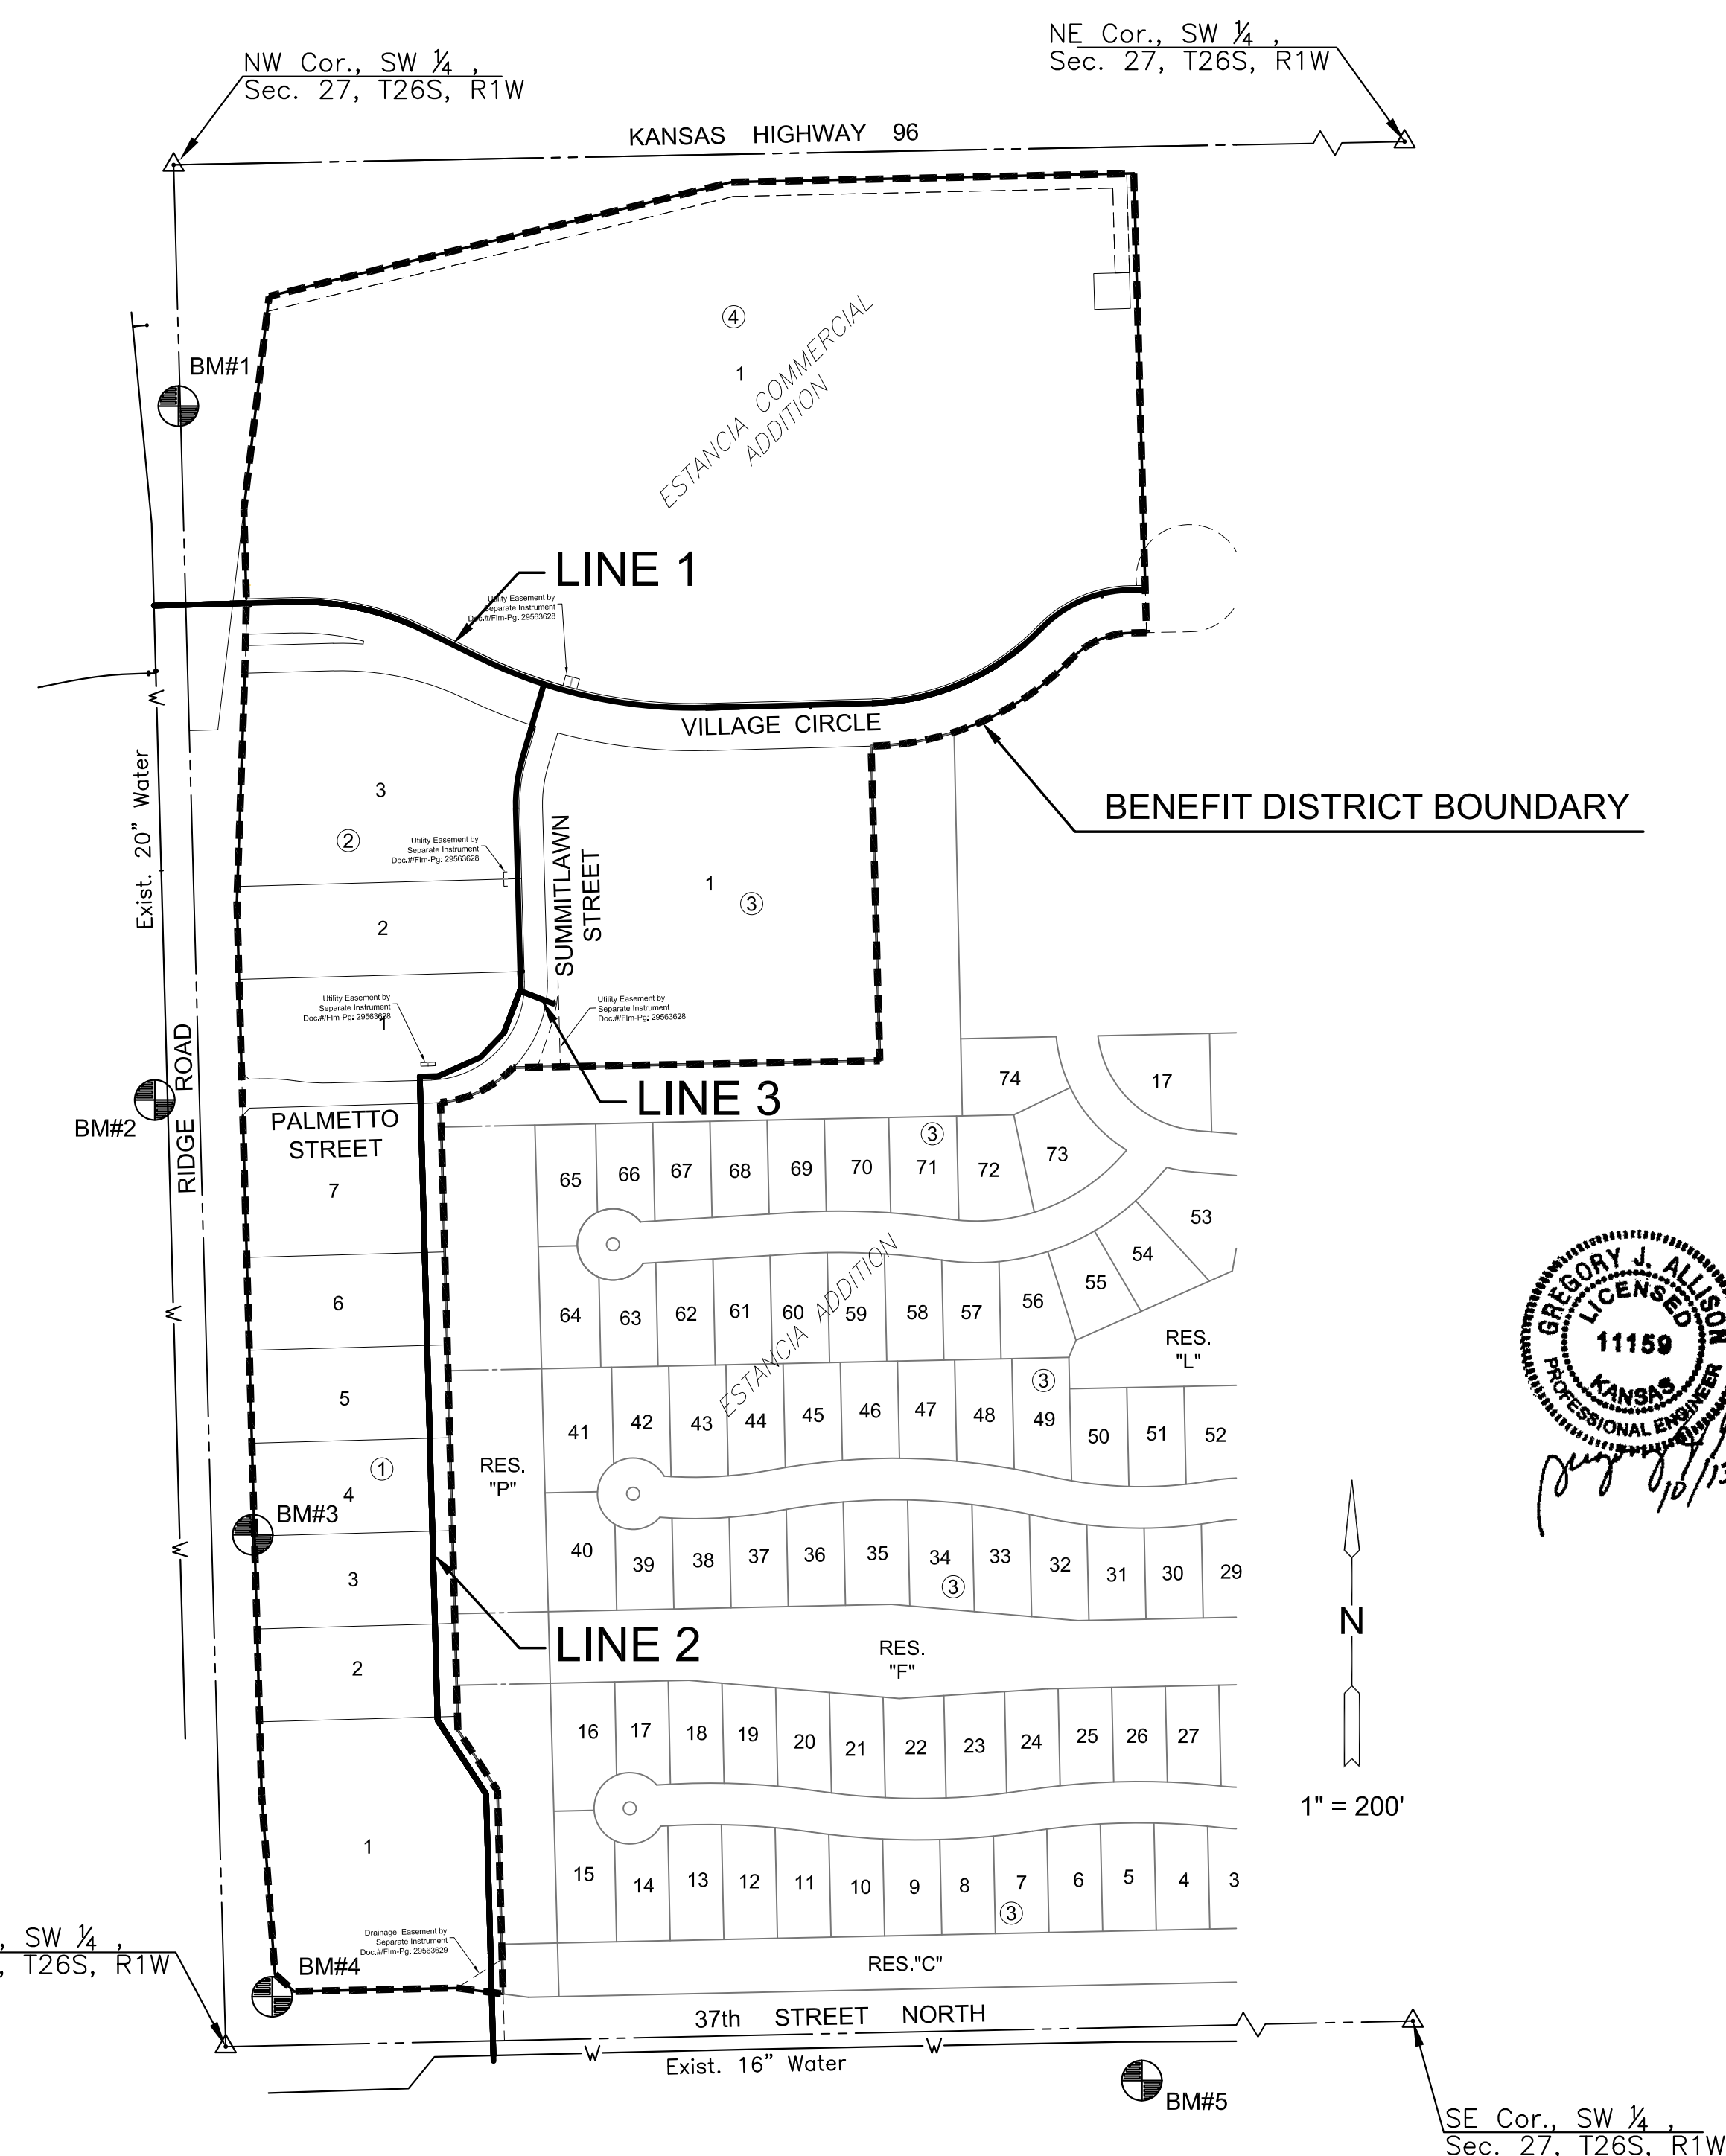 NW Cor., SW ¼ ,
Sec. 27, T26S, R1W
NE Cor., SW ¼ ,
Sec. 27, T26S, R1W
KANSAS HIGHWAY 96
BM#1
4
1
ESTANCIA COMMERCIAL
ADDITION
LINE 1
Utility Easement by
Separate Instrument
Doc.#/Flm-Pg: 29563628
VILLAGE CIRCLE
BENEFIT DISTRICT BOUNDARY
W
Exist. 20" Water
3
2
Utility Easement by
Separate Instrument
Doc.#/Flm-Pg: 29563628
2
SUMMITLAWN
STREET
1
3
Utility Easement by
Separate Instrument
Doc.#/Flm-Pg: 29563628
1
Utility Easement by
Separate Instrument
Doc.#/Flm-Pg: 29563628
LINE 3
RIDGE ROAD
BM#2
PALMETTO
STREET
74
17
3
65 66 67 68 69 70 71 72 73
53
54
55
7
6
64 63 62 61 60 59 58 57 56
ESTANCIA ADDITION
RES.
"L"
W
5
3
41 42 43 44 45 46 47 48 49 50 51 52
1
4
RES.
"P"
BM#3
W
40 39 38 37 36 35 34 33 32 31 30 29
3
3
LINE 2
2
RES.
"F"
16 17 18 19 20 21 22 23 24 25 26 27
1
15 14 13 12 11 10 9 8 7 6 5 4 3
3
RES."C"
Drainage Easement by
Separate Instrument
Doc.#/Flm-Pg: 29563629
BM#4
, SW ¼ ,
, T26S, R1W
37th STREET NORTH
W W
Exist. 16" Water
BM#5
SE Cor., SW ¼ ,
Sec. 27, T26S, R1W
N
1" = 200'
GREGORY J. ALLISON
LICENSED
11159
KANSAS
PROFESSIONAL ENGINEER
10/13